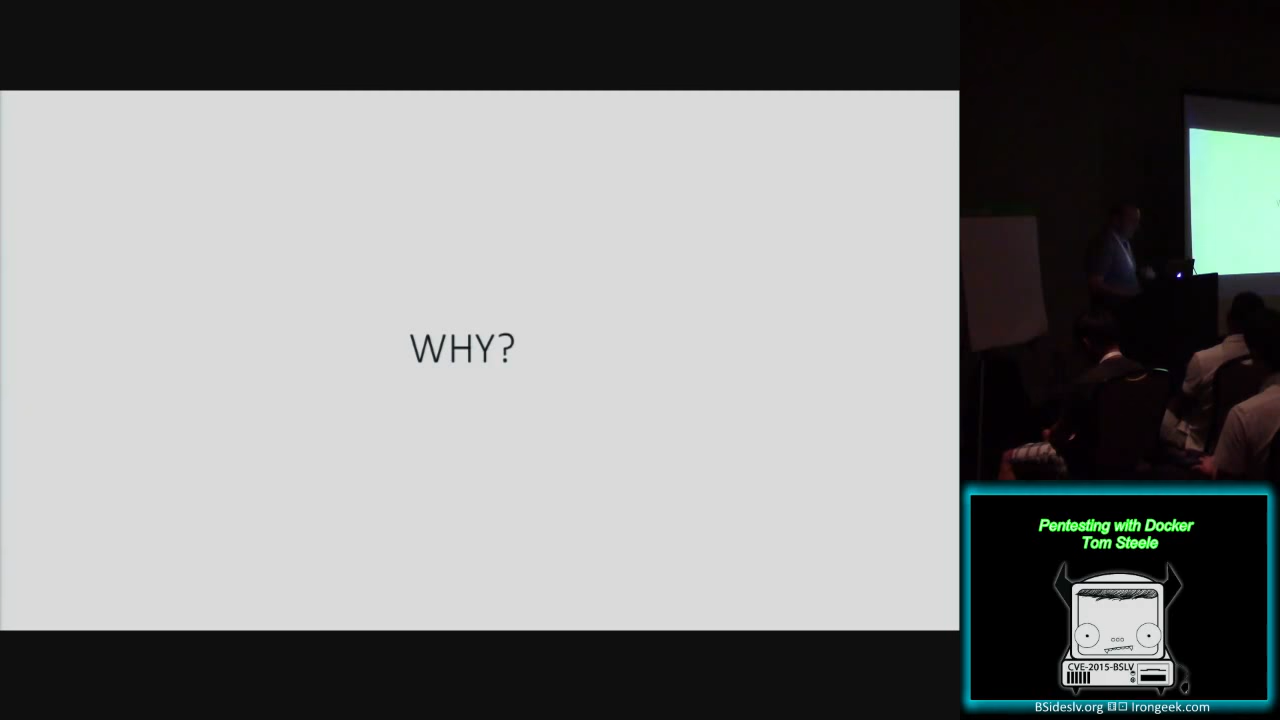 WHY?
Pentesting with Docker
Tom Steele
CVE-2015-BSLV
BSideslv.org ⚅⚀ Irongeek.com